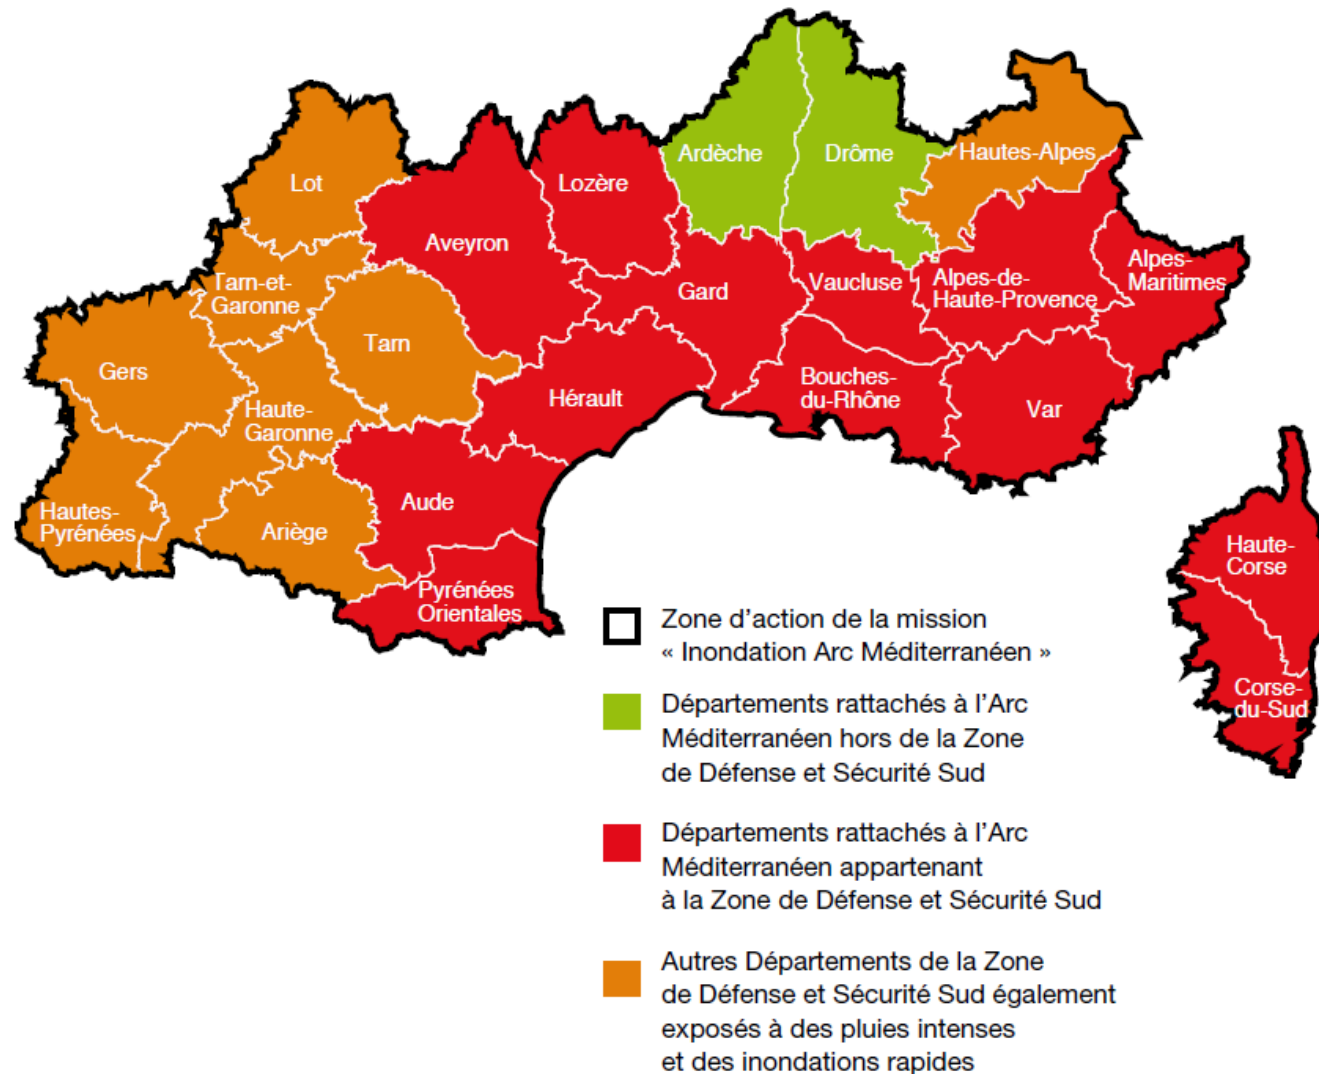 Ardèche
Drôme
Hautes-Alpes
Lot
Lozère
Aveyron
Alpes-
Maritimes
Tarn-et-
Garonne
Gard
Vaucluse
Alpes-de-
Haute-Provence
Tarn
Gers
Hérault
Bouches-
du-Rhône
Var
Haute-
Garonne
Aude
Hautes-
Pyrénées
Ariège
Pyrénées
Orientales
Haute-
Corse
Corse-
du-Sud
Zone d'action de la mission
« Inondation Arc Méditerranéen »
Départements rattachés à l'Arc
Méditerranéen hors de la Zone
de Défense et Sécurité Sud
Départements rattachés à l'Arc
Méditerranéen appartenant
à la Zone de Défense et Sécurité Sud
Autres Départements de la Zone
de Défense et Sécurité Sud également
exposés à des pluies intenses
et des inondations rapides